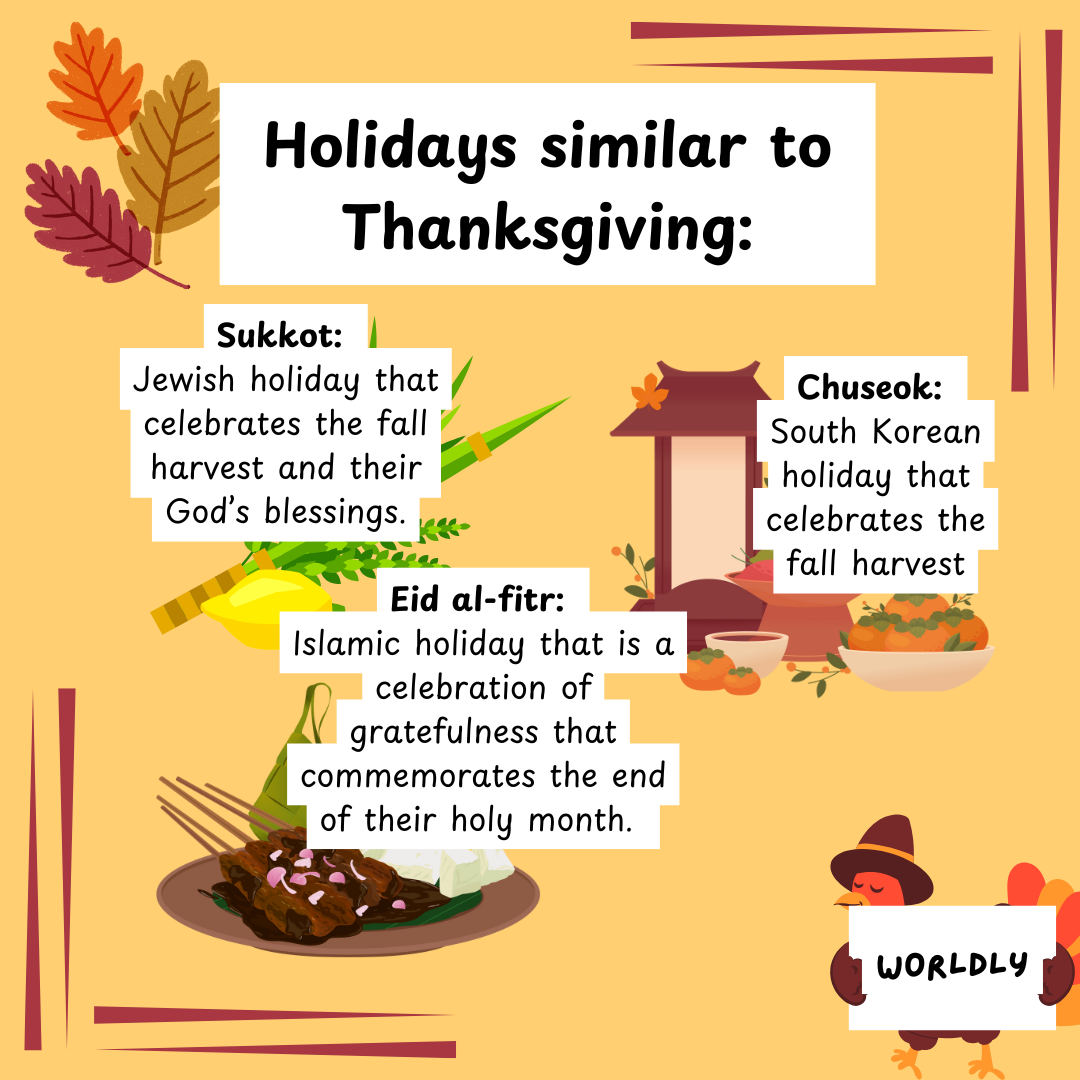 Holidays similar to
Thanksgiving:
Sukkot:
Jewish holiday that
celebrates the fall
harvest and their
God's blessings.
Chuseok:
South Korean
holiday that
celebrates the
fall harvest
Eid al-fitr:
Islamic holiday that is a
celebration of
gratefulness that
commemorates the end
of their holy month.
WORLDLY